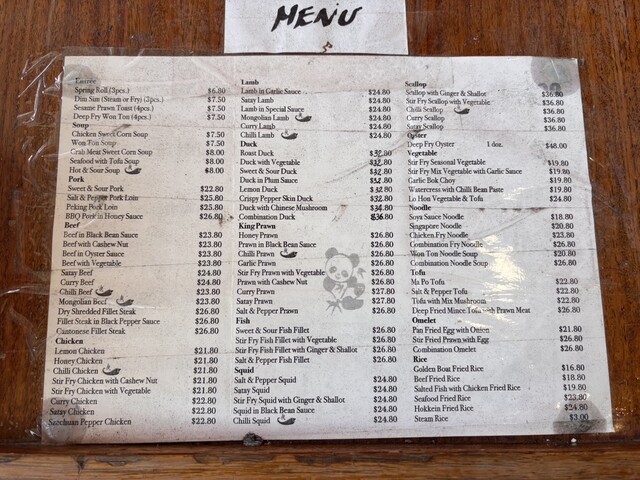 MENU
Entree
Spring Roll (3pcs.) $6.80
Dim Sim (Steam or Fry) (3pcs.) $7.50
Sesame Prawn Toast (4pcs.) $7.50
Deep Fry Won Ton (4pcs.) $7.50
Soup
Chicken Sweet Corn Soup $7.50
Won Ton Soup $7.50
Crab Meat Sweet Corn Soup $8.00
Seafood with Tofu Soup $8.00
Hot & Sour Soup $8.00
Pork
Sweet & Sour Pork $22.80
Salt & Pepper Pork Loin $25.80
Peking Pork Loin $25.80
BBQ Pork in Honey Sauce $26.80
Beef
Beef in Black Bean Sauce $23.80
Beef with Cashew Nut $23.80
Beef in Oyster Sauce $23.80
Beef with Vegetable $23.80
Satay Beef $24.80
Curry Beef $24.80
Chilli Beef $23.80
Mongolian Beef $23.80
Dry Shredded Fillet Steak $26.80
Fillet Steak in Black Pepper Sauce $26.80
Cantonese Fillet Steak $26.80
Chicken
Lemon Chicken $21.80
Honey Chicken $21.80
Chilli Chicken $21.80
Stir Fry Chicken with Cashew Nut $21.80
Stir Fry Chicken with Vegetable $21.80
Curry Chicken $22.80
Satay Chicken $22.80
Szechuan Pepper Chicken $22.80
Lamb
Lamb in Garlic Sauce $24.80
Satay Lamb $24.80
Lamb in Special Sauce $24.80
Mongolian Lamb $24.80
Curry Lamb $24.80
Chilli Lamb $24.80
Duck
Roast Duck
Duck with Vegetable
Sweet & Sour Duck
Duck in Plum Sauce
Lemon Duck
Crispy Pepper Skin Duck
Duck with Chinese Mushroom
Combination Duck
King Prawn
Honey Prawn $26.80
Prawn in Black Bean Sauce $26.80
Chilli Prawn $26.80
Garlic Prawn $26.80
Stir Fry Prawn with Vegetable $26.80
Prawn with Cashew Nut $26.80
Curry Prawn $27.80
Satay Prawn $27.80
Salt & Pepper Prawn $26.80
Fish
Sweet & Sour Fish Fillet $26.80
Stir Fry Fish Fillet with Vegetable $26.80
Stir Fry Fish Fillet with Ginger & Shallot $26.80
Salt & Pepper Fish Fillet $26.80
Squid
Salt & Pepper Squid $24.80
Satay Squid $24.80
Stir Fry Squid with Ginger & Shallot $24.80
Squid in Black Bean Sauce $24.80
Chilli Squid $24.80
Scallop
Scallop with Ginger & Shallot $36.80
Stir Fry Scallop with Vegetable $36.80
Chilli Scallop $36.80
Curry Scallop $36.80
Satay Scallop $36.80
Oyster
Deep Fry Oyster 1 doz. $48.00
Vegetable
Stir Fry Seasonal Vegetable $19.80
Stir Fry Mix Vegetable with Garlic Sauce $19.80
Garlic Bok Choy $19.80
Watercress with Chilli Bean Paste $19.80
Lo Hon Vegetable & Tofu $24.80
Noodle
Soya Sauce Noodle $18.80
Singapore Noodle $20.80
Chicken Fry Noodle $23.80
Combination Fry Noodle $26.80
Won Ton Noodle Soup $20.80
Combination Noodle Soup $26.80
Tofu
Ma Po Tofu $22.80
Salt & Pepper Tofu $22.80
Tofu with Mix Mushroom $22.80
Deep Fried Mince Tofu with Prawn Meat $26.80
Omelet
Pan Fried Egg with Onion $21.80
Stir Fried Prawn with Egg $26.80
Combination Omelet $26.80
Rice
Golden Boat Fried Rice $16.80
Beef Fried Rice $18.80
Salted Fish with Chicken Fried Rice $19.80
Seafood Fried Rice $23.80
Hokkein Fried Rice $24.80
Steam Rice $3.00